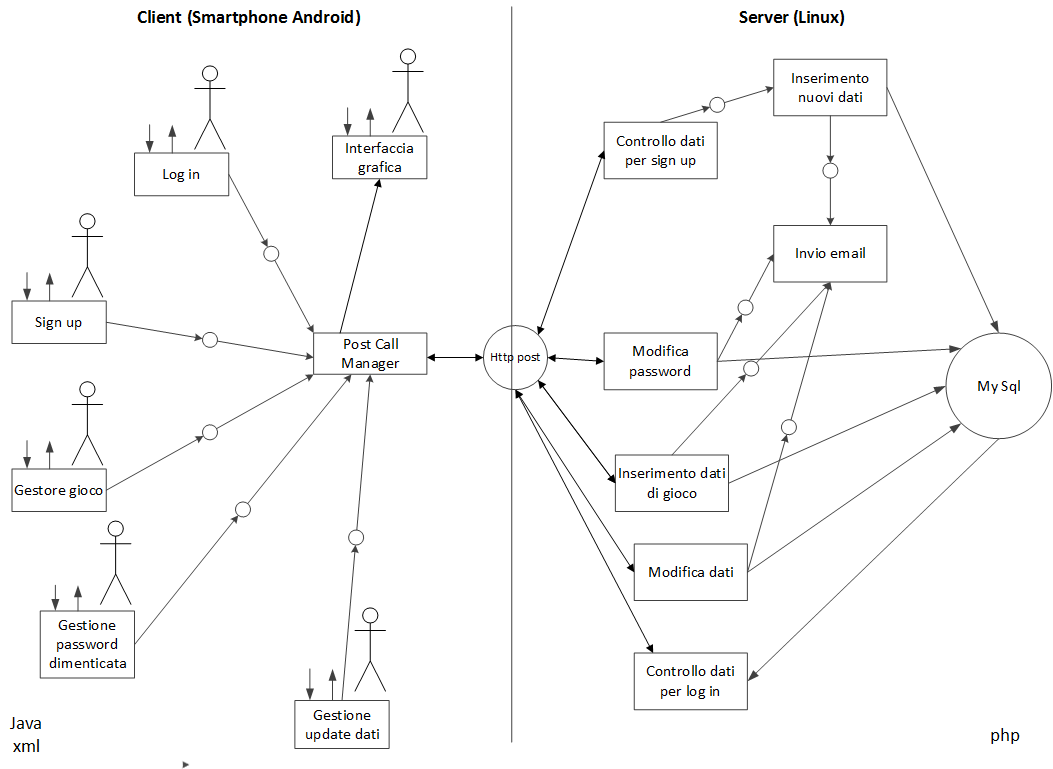 Client (Smartphone Android)
Server (Linux)
Log in
Interfaccia
grafica
Sign up
Post Call
Manager
Gestore gioco
Gestione
password
dimenticata
Gestione
update dati
Java
xml
Http post
Inserimento
nuovi dati
Controllo dati
per sign up
Invio email
Modifica
password
My Sql
Inserimento dati
di gioco
Modifica dati
Controllo dati
per log in
php